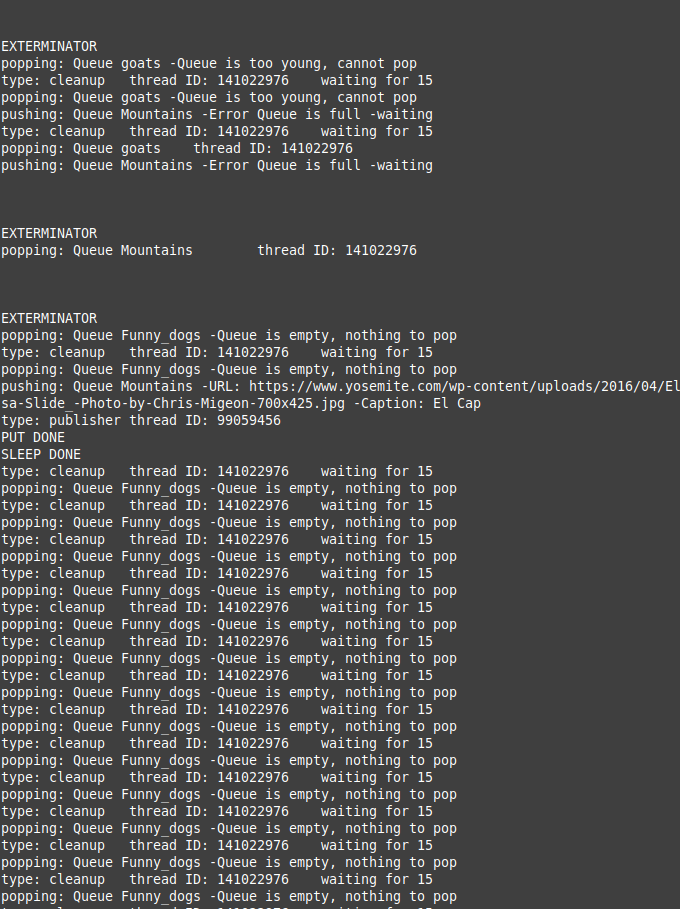 EXTERMINATOR
popping: Queue goats -Queue is too young, cannot pop
type: cleanup   thread ID: 141022976    waiting for 15
popping: Queue goats -Queue is too young, cannot pop
pushing: Queue Mountains -Error Queue is full -waiting
type: cleanup   thread ID: 141022976    waiting for 15
popping: Queue goats    thread ID: 141022976
pushing: Queue Mountains -Error Queue is full -waiting
EXTERMINATOR
popping: Queue Mountains        thread ID: 141022976
EXTERMINATOR
popping: Queue Funny_dogs -Queue is empty, nothing to pop
type: cleanup   thread ID: 141022976    waiting for 15
popping: Queue Funny_dogs -Queue is empty, nothing to pop
pushing: Queue Mountains -URL: https://www.yosemite.com/wp-content/uploads/2016/04/El
sa-Slide_-Photo-by-Chris-Migeon-700x425.jpg -Caption: El Cap
type: publisher thread ID: 99059456
PUT DONE
SLEEP DONE
type: cleanup   thread ID: 141022976    waiting for 15
popping: Queue Funny_dogs -Queue is empty, nothing to pop
type: cleanup   thread ID: 141022976    waiting for 15
popping: Queue Funny_dogs -Queue is empty, nothing to pop
type: cleanup   thread ID: 141022976    waiting for 15
popping: Queue Funny_dogs -Queue is empty, nothing to pop
type: cleanup   thread ID: 141022976    waiting for 15
popping: Queue Funny_dogs -Queue is empty, nothing to pop
type: cleanup   thread ID: 141022976    waiting for 15
popping: Queue Funny_dogs -Queue is empty, nothing to pop
type: cleanup   thread ID: 141022976    waiting for 15
popping: Queue Funny_dogs -Queue is empty, nothing to pop
type: cleanup   thread ID: 141022976    waiting for 15
popping: Queue Funny_dogs -Queue is empty, nothing to pop
type: cleanup   thread ID: 141022976    waiting for 15
popping: Queue Funny_dogs -Queue is empty, nothing to pop
type: cleanup   thread ID: 141022976    waiting for 15
popping: Queue Funny_dogs -Queue is empty, nothing to pop
type: cleanup   thread ID: 141022976    waiting for 15
popping: Queue Funny_dogs -Queue is empty, nothing to pop
type: cleanup   thread ID: 141022976    waiting for 15
popping: Queue Funny_dogs -Queue is empty, nothing to pop
type: cleanup   thread ID: 141022976    waiting for 15
popping: Queue Funny_dogs -Queue is empty, nothing to pop
type: cleanup   thread ID: 141022976    waiting for 15
popping: Queue Funny_dogs -Queue is empty, nothing to pop